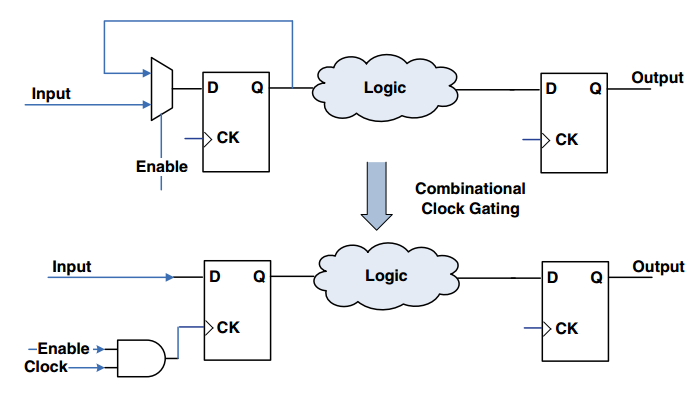 Input
D
Q
CK
Enable
Logic
D
Q
CK
Output
Combinational
Clock Gating
Input
D
Q
CK
Enable
Clock
Logic
D
Q
CK
Output